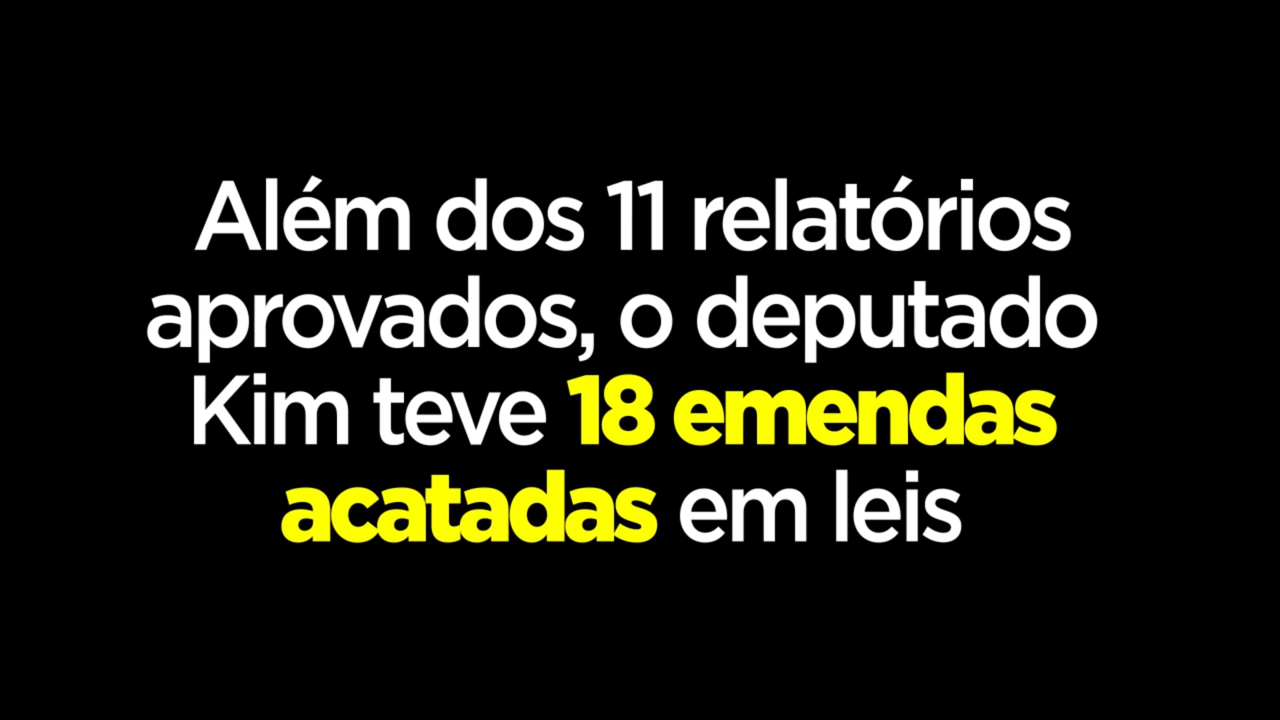 Além dos 11 relatórios
aprovados, o deputado
Kim teve 18 emendas
acatadas em leis